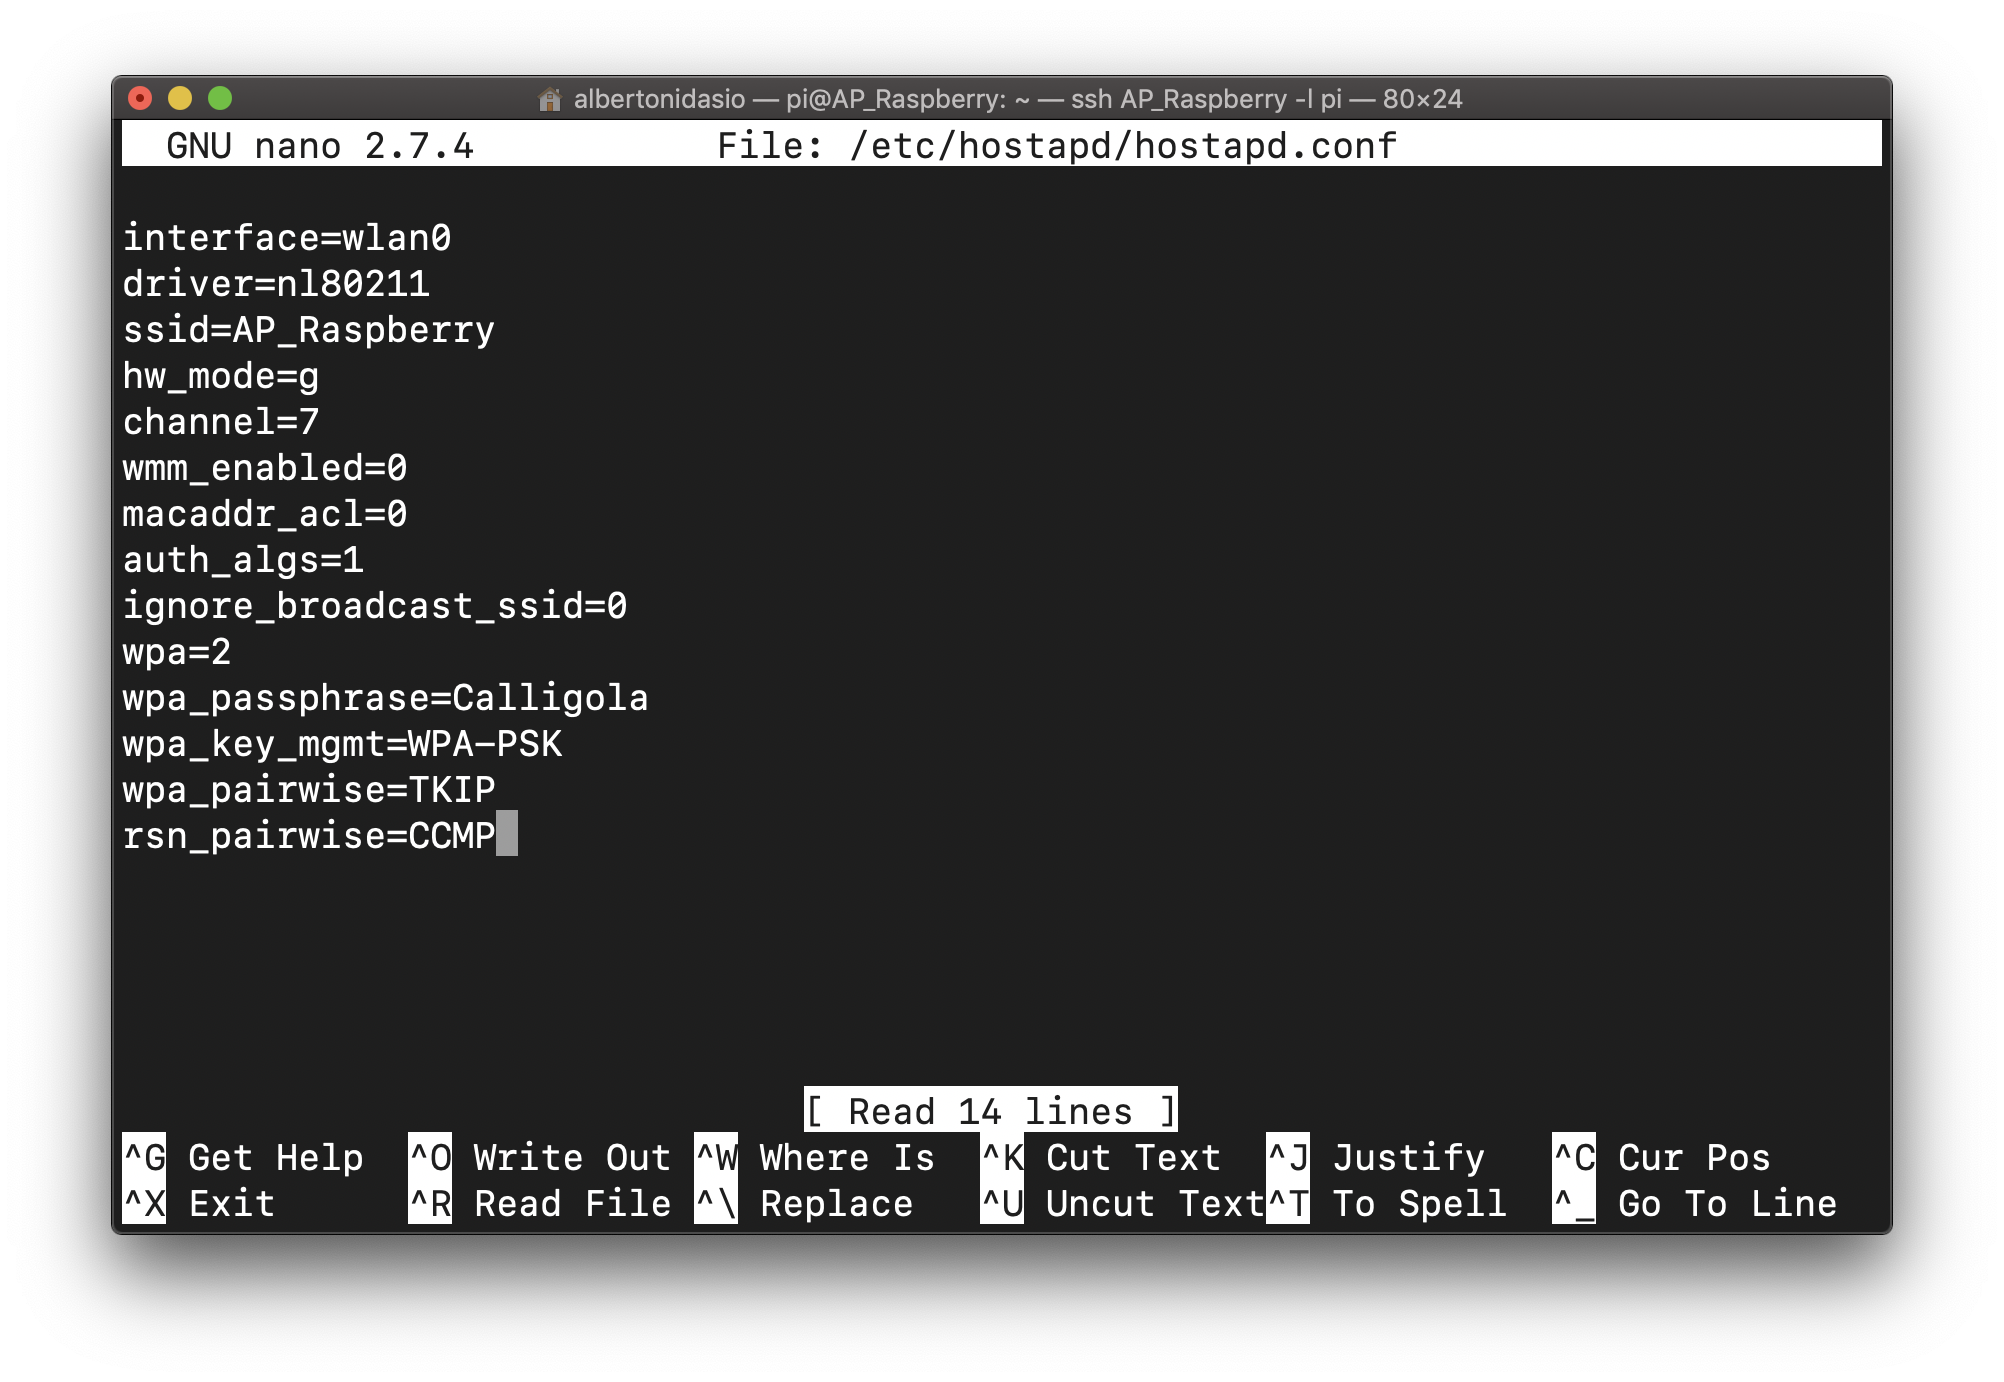 albertonidasio — pi@AP_Raspberry: ~ — ssh AP_Raspberry -l pi — 80×24
GNU nano 2.7.4 File: /etc/hostapd/hostapd.conf
interface=wlan0
driver=nl80211
ssid=AP_Raspberry
hw_mode=g
channel=7
wmm_enabled=0
macaddr_acl=0
auth_algs=1
ignore_broadcast_ssid=0
wpa=2
wpa_passphrase=Calligola
wpa_key_mgmt=WPA-PSK
wpa_pairwise=TKIP
rsn_pairwise=CCMP
[ Read 14 lines ]
^G Get Help ^O Write Out ^W Where Is ^K Cut Text ^J Justify ^C Cur Pos
^X Exit ^R Read File ^\ Replace ^U Uncut Text ^T To Spell ^_ Go To Line